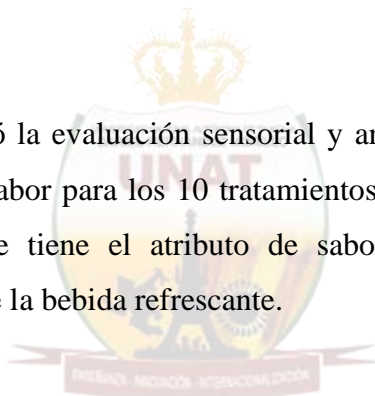 ó la evaluación sensorial y an
abor para los 10 tratamientos
UNAT
e tiene el atributo de sabo
e la bebida refrescante.